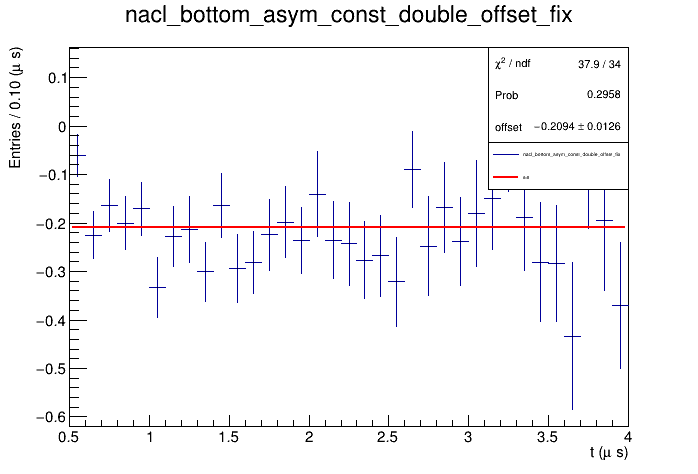 nacl_bottom_asym_const_double_offset_fix
χ² / ndf 37.9 / 34
Prob 0.2958
offset −0.2094 ± 0.0126
nacl_bottom_asym_const_double_offset_fix
Entries / 0.10 (μ s)
0.1
0
−0.1
−0.2
−0.3
−0.4
−0.5
−0.6
0.5 1 1.5 2 2.5 3 3.5 4
t (μ s)